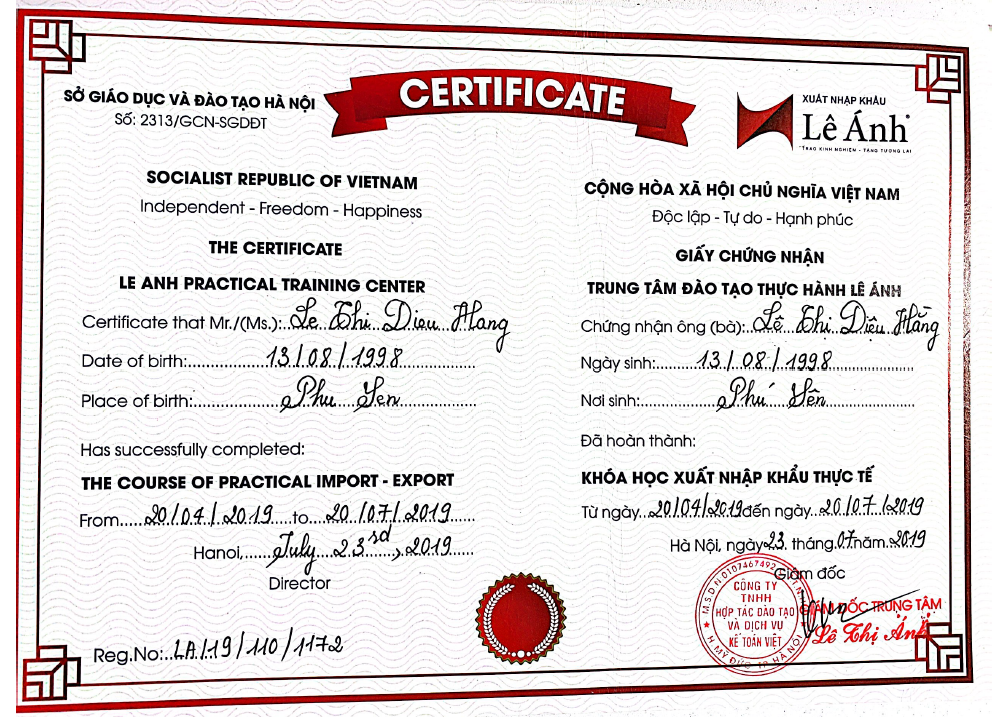 CERTIFICATE
SỞ GIÁO DỤC VÀ ĐÀO TẠO HÀ NỘI
Số: 2313/GCN-SGDĐT
XUẤT NHẬP KHẨU
Lê Ánh®
"TRAO KINH NGHIỆM - TẶNG TƯƠNG LAI
SOCIALIST REPUBLIC OF VIETNAM
Independent - Freedom - Happiness
THE CERTIFICATE
LE ANH PRACTICAL TRAINING CENTER
Certificate that Mr./(Ms.):..Le Thi Dieu Hang
Date of birth:..........13/08/1998..........
Place of birth:..........Phu Yen..........
Has successfully completed:
THE COURSE OF PRACTICAL IMPORT - EXPORT
From.....20/04/2019....to...20/07/2019.....
Hanoi,......July...23rd..,.2019....
Director
Reg.No:..LA/19/110/1172
CỘNG HÒA XÃ HỘI CHỦ NGHĨA VIỆT NAM
Độc lập - Tự do - Hạnh phúc
GIẤY CHỨNG NHẬN
TRUNG TÂM ĐÀO TẠO THỰC HÀNH LÊ ÁNH
Chứng nhận ông (bà):..Lê Thị Diệu Hằng
Ngày sinh:........13/08/1998..........
Nơi sinh:..........Phú Yên..........
Đã hoàn thành:
KHÓA HỌC XUẤT NHẬP KHẨU THỰC TẾ
Từ ngày..20/04/2019đến ngày..20/07/2019
Hà Nội, ngày23. tháng.07.năm.2019
Giám đốc
M.S.D.N:0107467492
CÔNG TY
TNHH
HỢP TÁC ĐÀO TẠO
VÀ DỊCH VỤ
KẾ TOÁN VIỆT
H.MỸ ĐỨC-TP HÀ NỘI
GIÁM ĐỐC TRUNG TÂM
Lê Thị Ánh